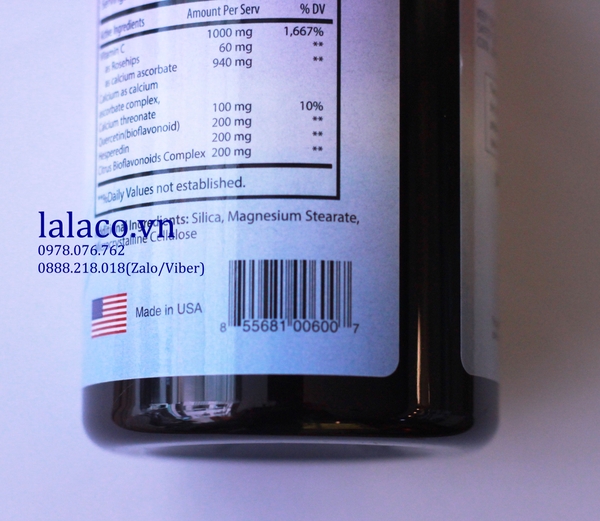 Amount Per Serv % DV
Active Ingredients
Vitamin C 1000 mg 1,667%
as Rosehips 60 mg **
as calcium ascorbate 940 mg **
Calcium as calcium
ascorbate complex,
Calcium threonate 100 mg 10%
Quercetin(bioflavonoid) 200 mg **
Hesperedin 200 mg **
Citrus Bioflavonoids Complex 200 mg **
**%Daily Values not established.
Ingredients: Silica, Magnesium Stearate,
Cellulose
lalaco.vn
0978.076.762
0888.218.018(Zalo/Viber)
Made in USA
8 55681 00600 7